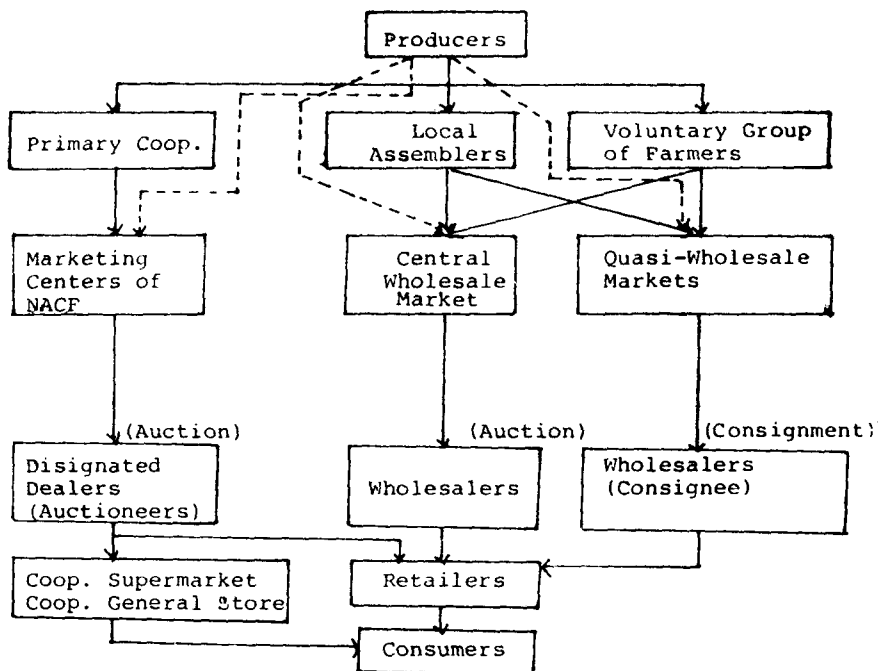 Producers
Primary Coop.
Local
Assemblers
Voluntary Group
of Farmers
Marketing
Centers of
NACF
Central
Wholesale
Market
Quasi-Wholesale
Markets
(Auction)
(Auction)
(Consignment)
Disignated
Dealers
(Auctioneers)
Wholesalers
Wholesalers
(Consignee)
Coop. Supermarket
Coop. General Store
Retailers
Consumers